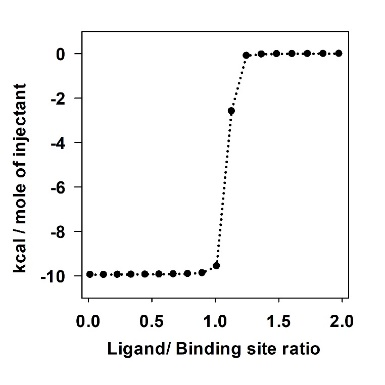 kcal / mole of injectant
0
-2
-4
-6
-8
-10
0.0 0.5 1.0 1.5 2.0
Ligand/ Binding site ratio